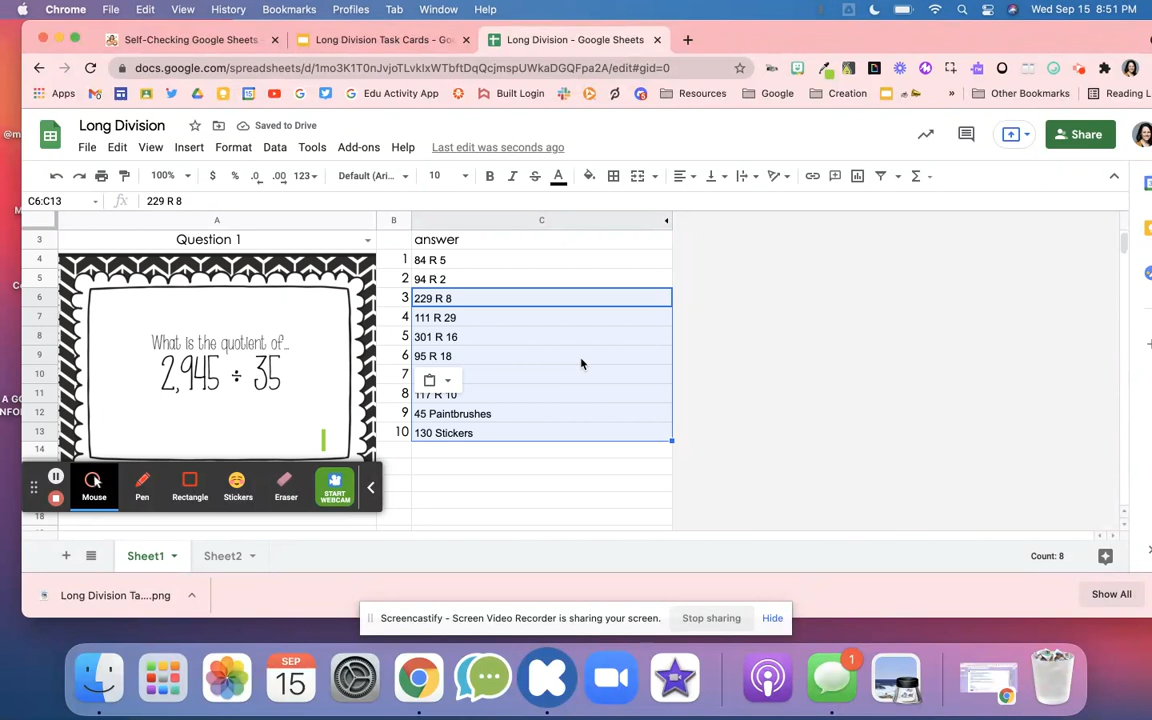 Chrome File Edit View History Bookmarks Profiles Tab Window Help Wed Sep 15 8:51 PM
Self-Checking Google Sheets - Long Division Task Cards - Go Long Division - Google Sheets
docs.google.com/spreadsheets/d/1mo3K1T0nJvjoTLvkIxWTbftDqQcjmspUWkaDGQFpa2A/edit#gid=0
Apps Edu Activity App Built Login Resources Google Creation » Other Bookmarks Reading L
Long Division Saved to Drive
File Edit View Insert Format Data Tools Add-ons Help Last edit was seconds ago
Share
100% $ % .0 .00 123 Default (Ari... 10 B I S A
C6:C13 fx 229 R 8
A B C
3 Question 1 answer
4 1 84 R 5
5 2 94 R 2
6 3 229 R 8
7 4 111 R 29
8 5 301 R 16
9 6 95 R 18
10 7
11 8 117 R 10
12 9 45 Paintbrushes
13 10 130 Stickers
14
18
What is the quotient of...
2,945 ÷ 35
Mouse Pen Rectangle Stickers Eraser START WEBCAM
Sheet1 Sheet2 Count: 8
Long Division Ta....png Show All
Screencastify - Screen Video Recorder is sharing your screen. Stop sharing Hide
SEP
15
1